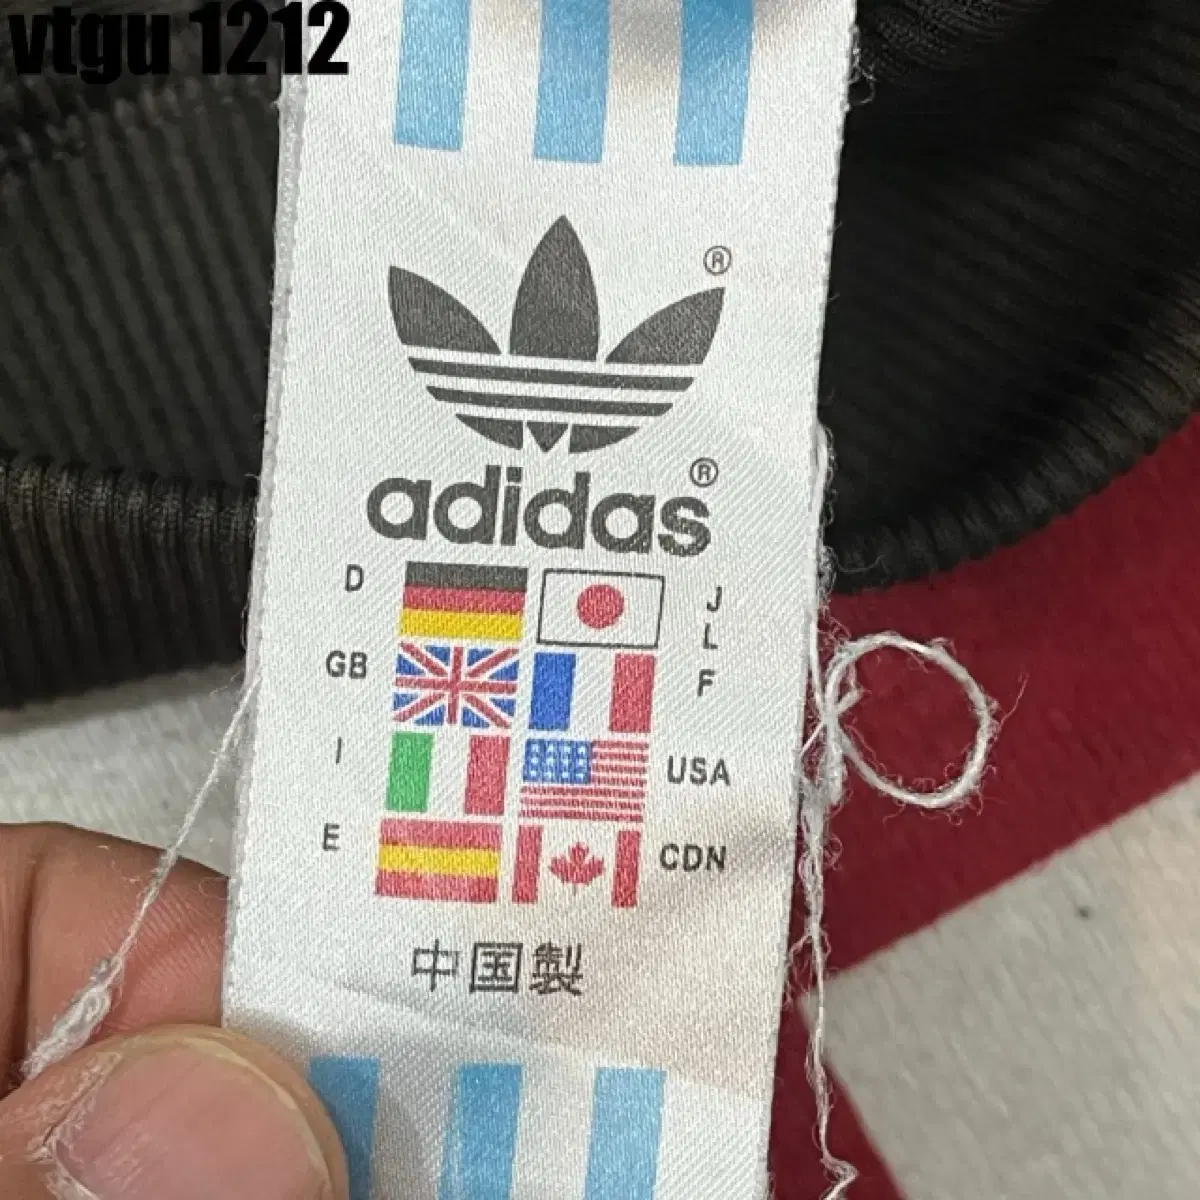 vtgu 1212
®
adidas®
D J
L
GB F
I USA
E CDN
中国製